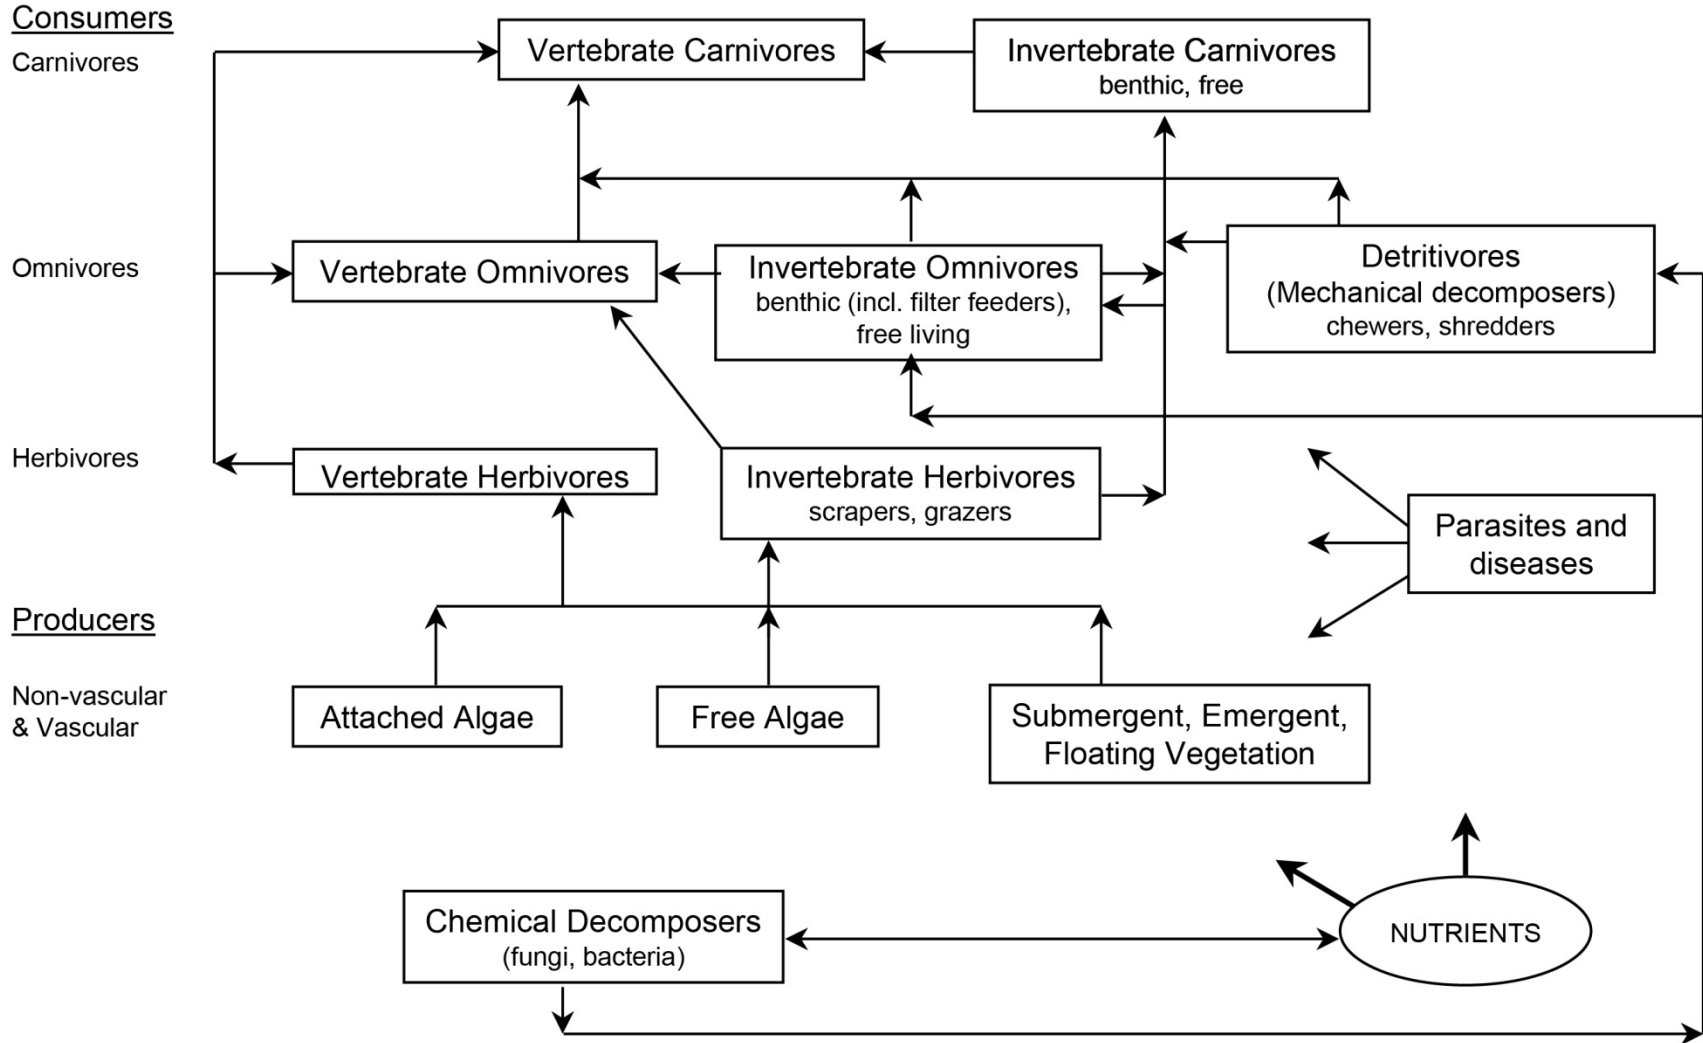 Consumers
Carnivores
Vertebrate Carnivores
Invertebrate Carnivores
benthic, free
Omnivores
Vertebrate Omnivores
Invertebrate Omnivores
benthic (incl. filter feeders),
free living
Detritivores
(Mechanical decomposers)
chewers, shredders
Herbivores
Vertebrate Herbivores
Invertebrate Herbivores
scrapers, grazers
Parasites and
diseases
Producers
Non-vascular
& Vascular
Attached Algae
Free Algae
Submergent, Emergent,
Floating Vegetation
Chemical Decomposers
(fungi, bacteria)
NUTRIENTS